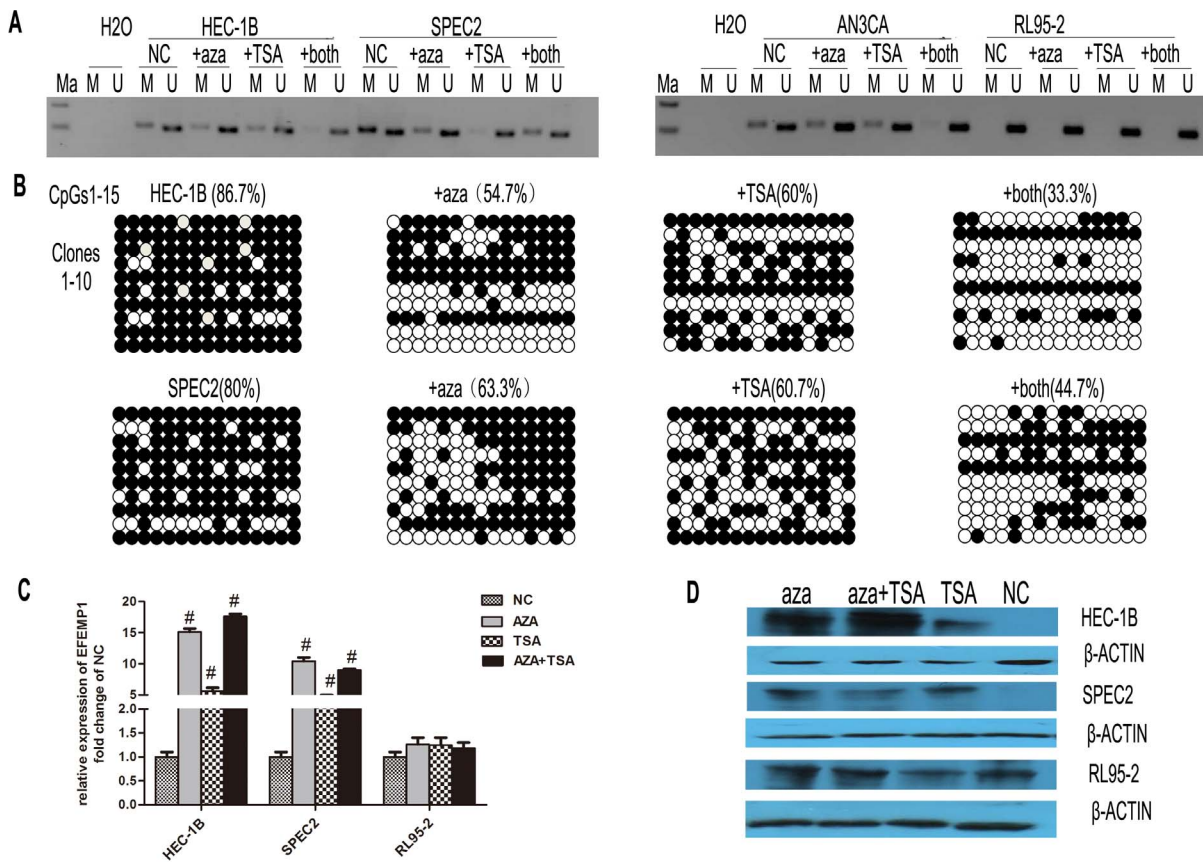 A
H2O HEC-1B SPEC2
NC +aza +TSA +both NC +aza +TSA +both
Ma M U M U M U M U M U M U M U M U M U
AN3CA RL95-2
H2O NC +aza +TSA +both NC +aza +TSA +both
Ma M U M U M U M U M U M U M U M U M U
B
CpGs1-15 HEC-1B (86.7%) +aza（54.7%） +TSA(60%) +both(33.3%)
Clones
1-10
SPEC2(80%) +aza（63.3%） +TSA(60.7%) +both(44.7%)
C
relative expression of EFEMP1
fold change of NC
20
15
10
5
2.0
1.5
1.0
0.5
0.0
# # #
# # #
HEC-1B SPEC2 RL95-2
NC
AZA
TSA
AZA+TSA
D
aza aza+TSA TSA NC
HEC-1B
β-ACTIN
SPEC2
β-ACTIN
RL95-2
β-ACTIN